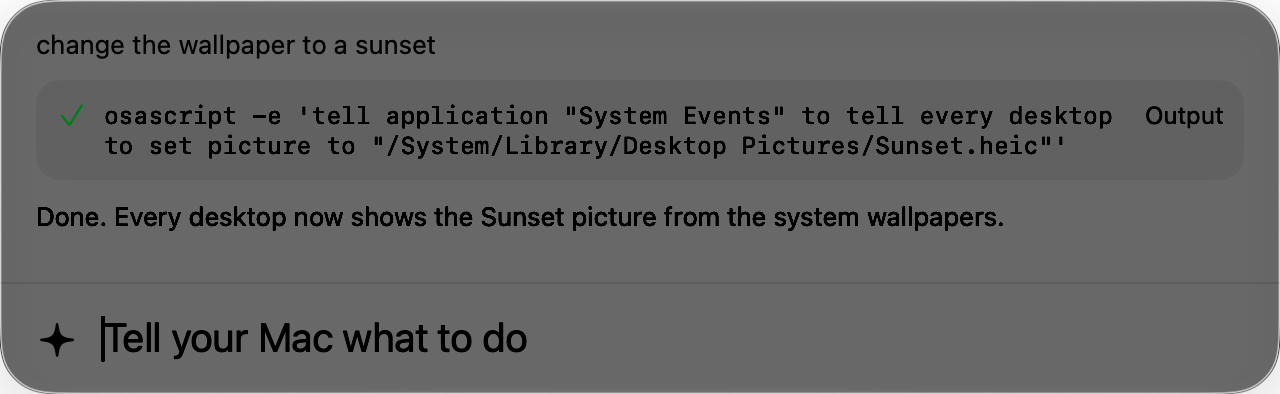 change the wallpaper to a sunset
osascript -e 'tell application "System Events" to tell every desktop Output
to set picture to "/System/Library/Desktop Pictures/Sunset.heic"'
Done. Every desktop now shows the Sunset picture from the system wallpapers.
Tell your Mac what to do